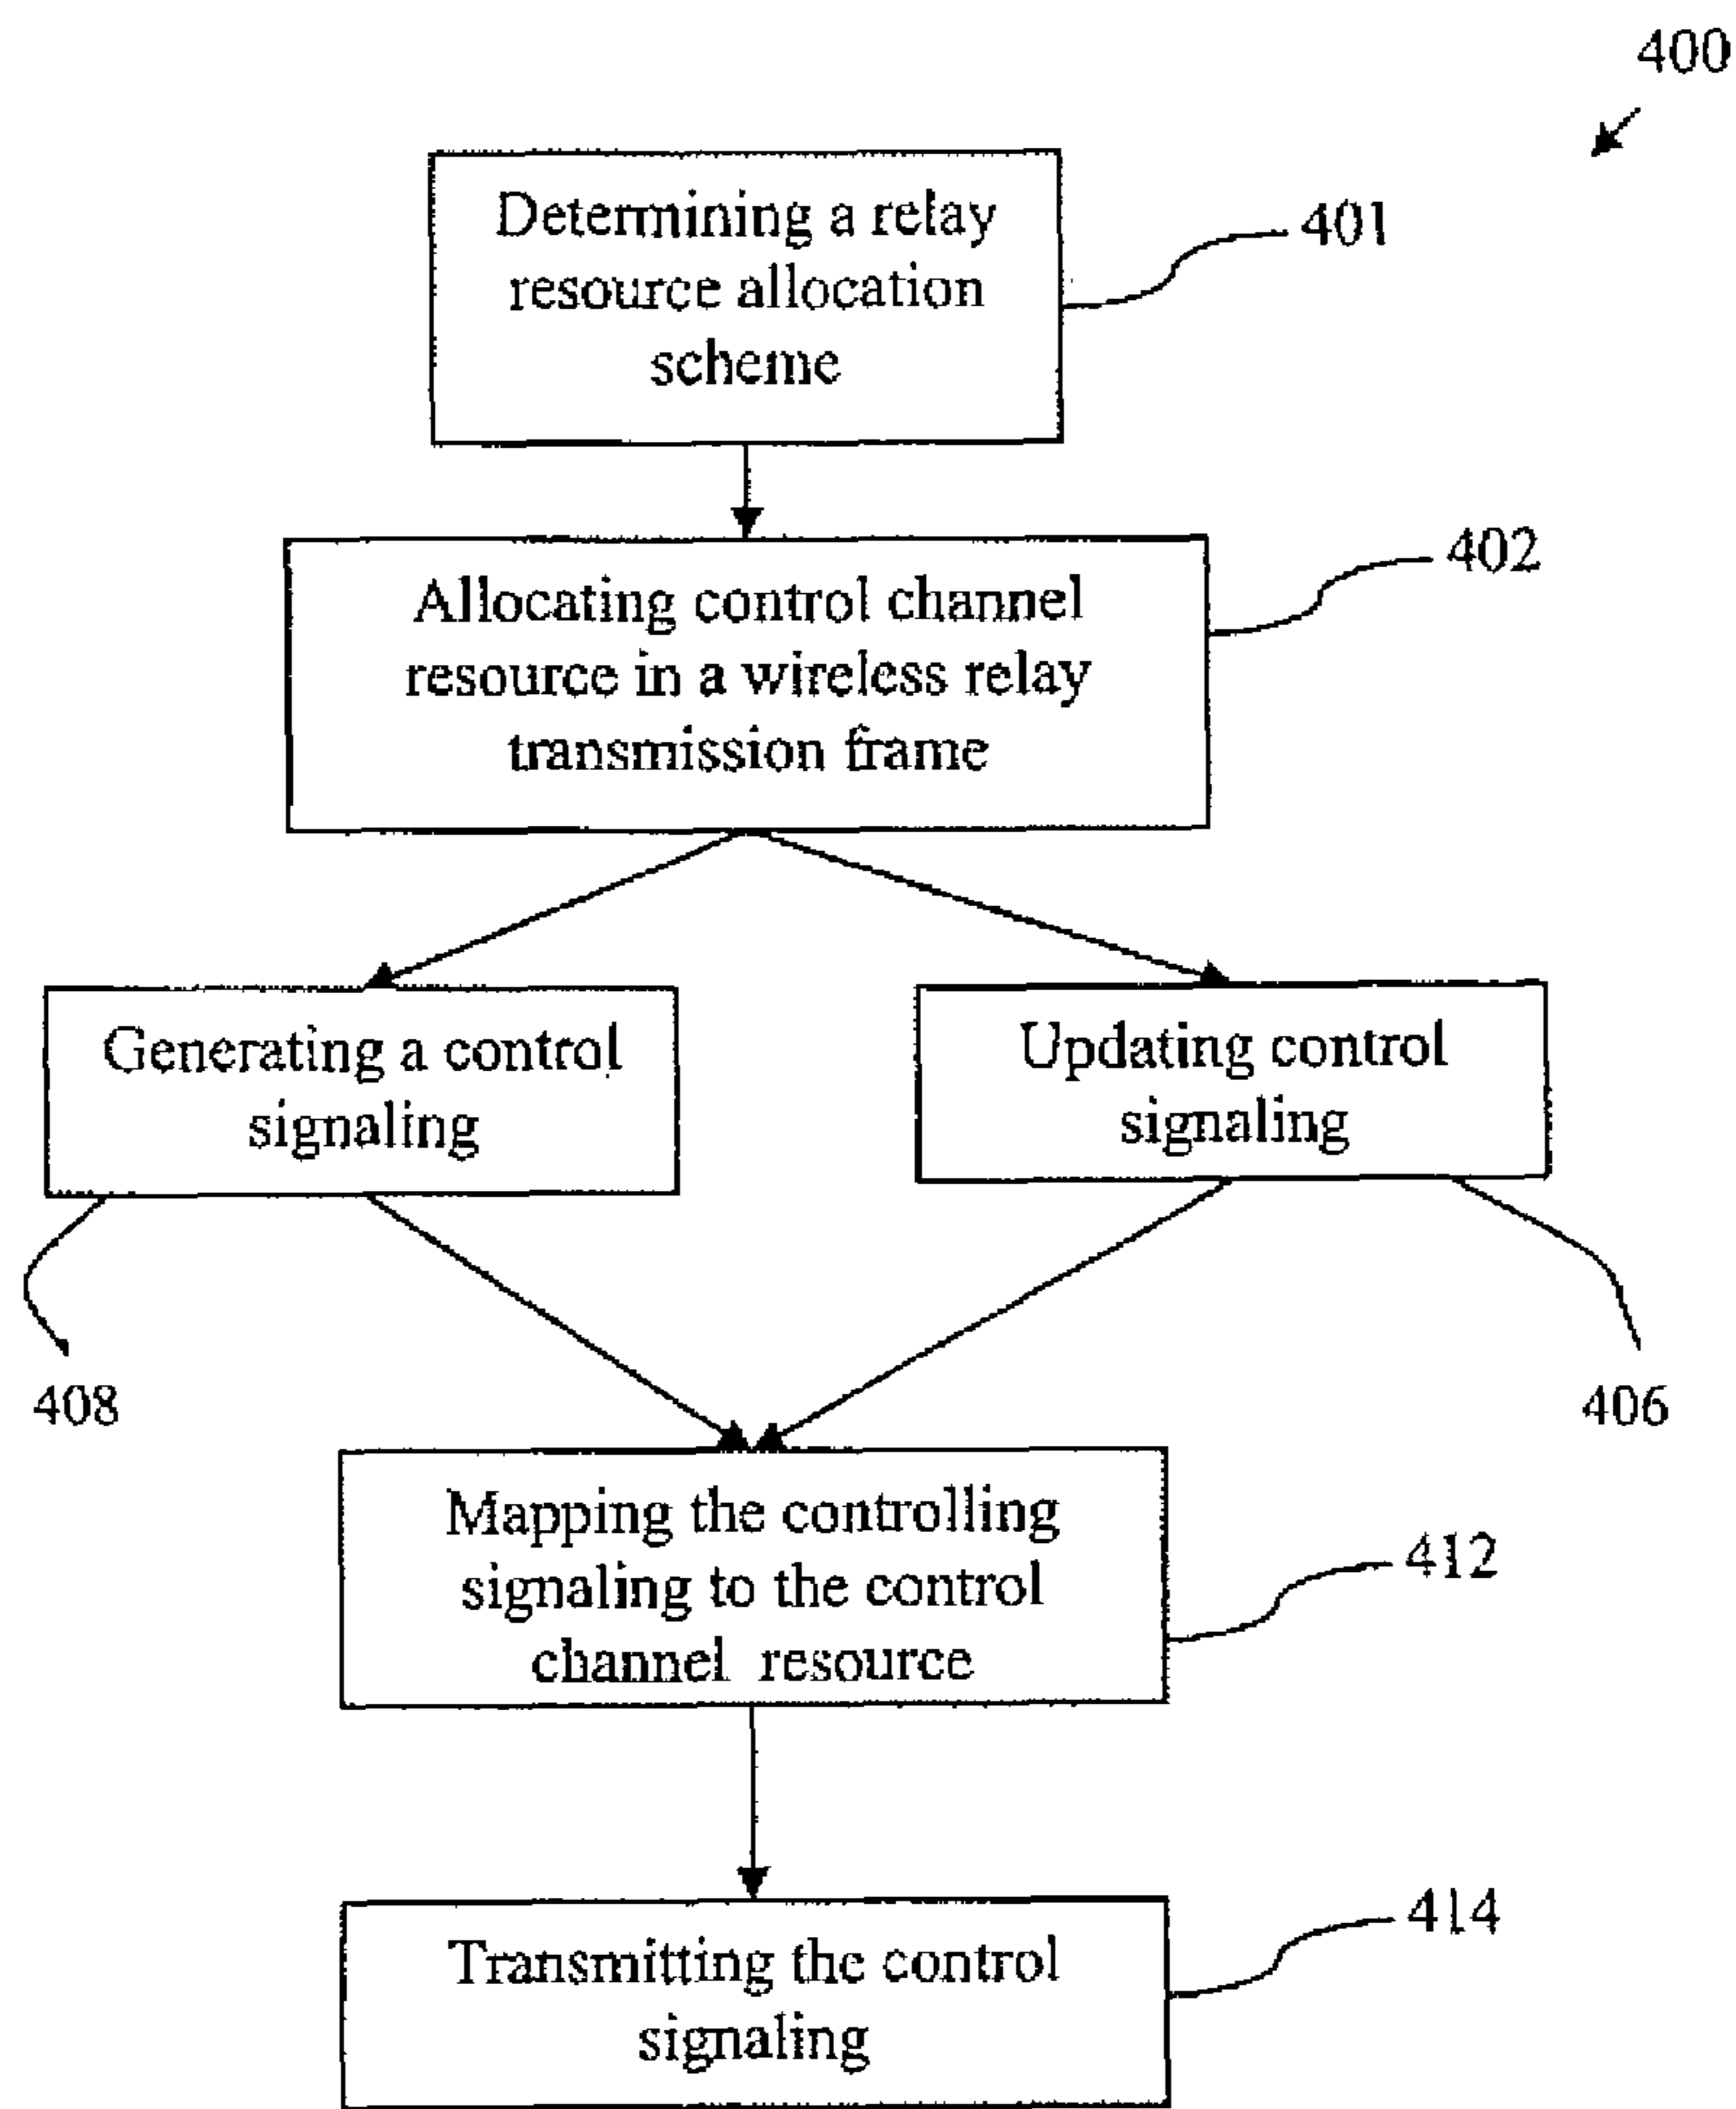 400
Determining a relay
resource allocation
scheme
401
Allocating control channel
resource in a wireless relay
transmission frame
402
Generating a control
signaling
Updating control
signaling
408
406
Mapping the controlling
signaling to the control
channel resource
412
Transmitting the control
signaling
414